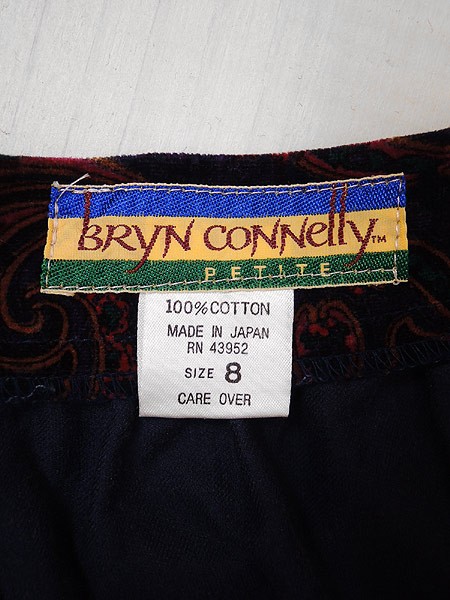 BRYN CONNElly™
PETITE
100% COTTON
MADE IN JAPAN
RN 43952
SIZE 8
CARE OVER